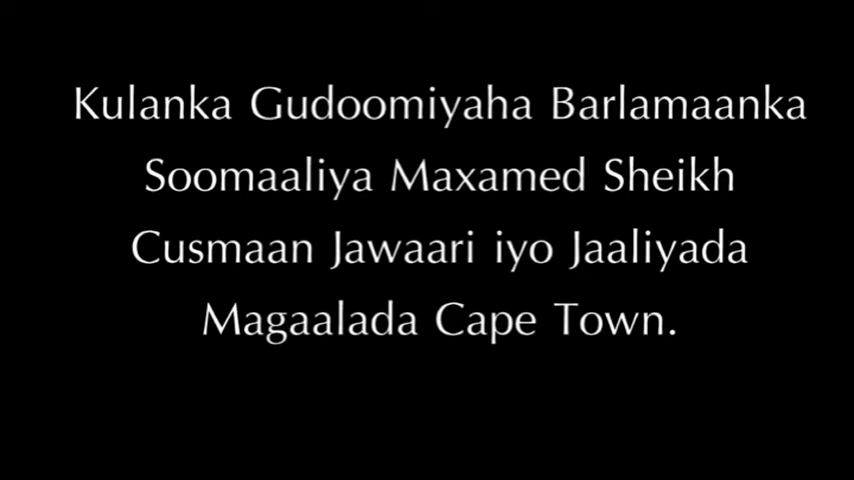 Kulanka Gudoomiyaha Barlamaanka
Soomaaliya Maxamed Sheikh
Cusmaan Jawaari iyo Jaaliyada
Magaalada Cape Town.